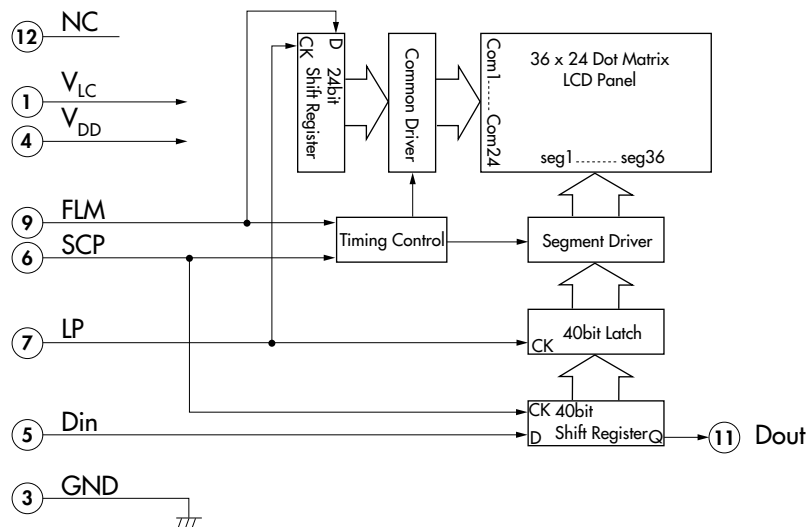 12 NC
1 VLC
4 VDD
9 FLM
6 SCP
7 LP
5 Din
3 GND
D
CK
24bit
Shift Register
Common Driver
Com1........Com24
36 x 24 Dot Matrix
LCD Panel
seg1........seg36
Timing Control
Segment Driver
40bit Latch
CK
CK 40bit
D Shift Register Q
11 Dout